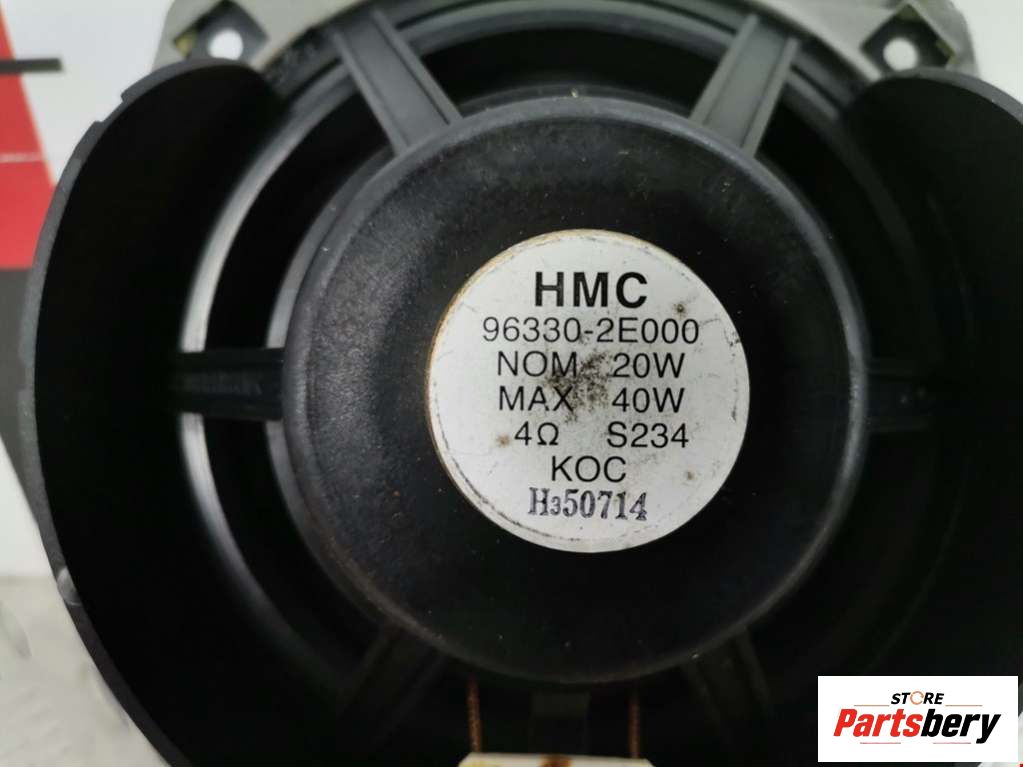 HMC
96330-2E000
NOM 20W
MAX 40W
4Ω S234
KOC
H350714
STORE
Partsbery